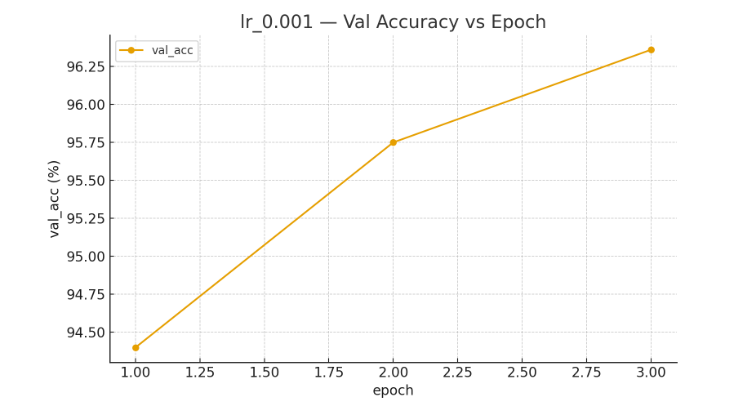 lr_0.001 — Val Accuracy vs Epoch
val_acc
96.25
96.00
95.75
95.50
95.25
95.00
94.75
94.50
val_acc (%)
1.00 1.25 1.50 1.75 2.00 2.25 2.50 2.75 3.00
epoch